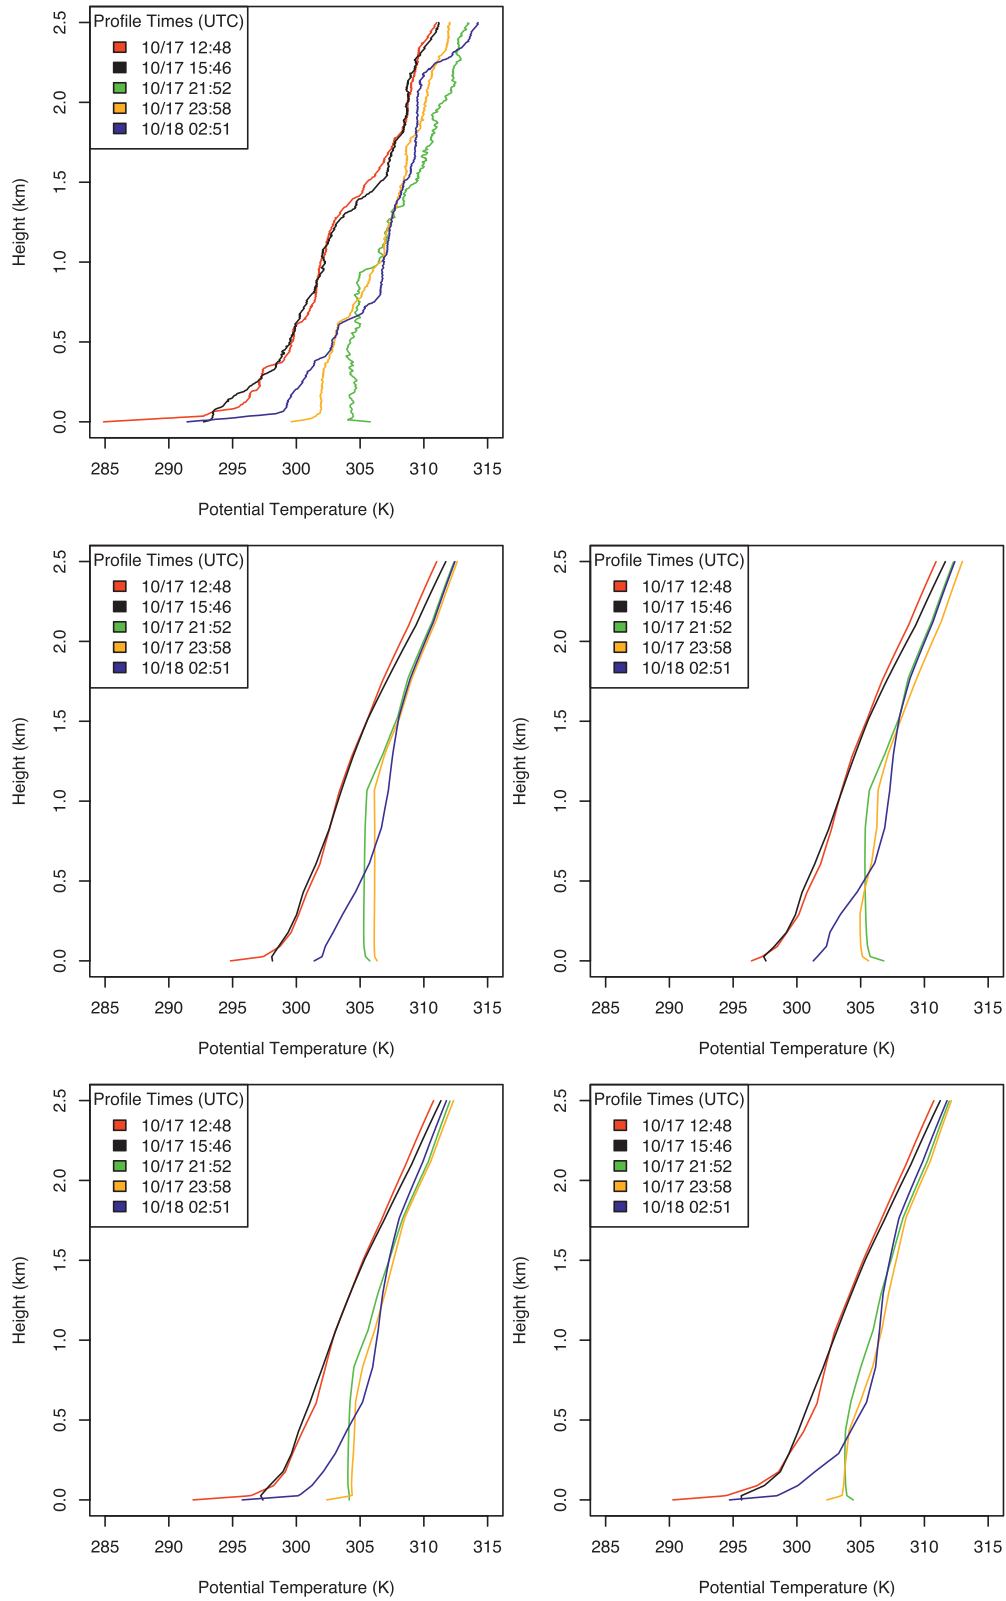 Profile Times (UTC)
10/17 12:48
10/17 15:46
10/17 21:52
10/17 23:58
10/18 02:51
Height (km)
0.0 0.5 1.0 1.5 2.0 2.5
285 290 295 300 305 310 315
Potential Temperature (K)
Profile Times (UTC)
10/17 12:48
10/17 15:46
10/17 21:52
10/17 23:58
10/18 02:51
Height (km)
0.0 0.5 1.0 1.5 2.0 2.5
285 290 295 300 305 310 315
Potential Temperature (K)
Profile Times (UTC)
10/17 12:48
10/17 15:46
10/17 21:52
10/17 23:58
10/18 02:51
Height (km)
0.0 0.5 1.0 1.5 2.0 2.5
285 290 295 300 305 310 315
Potential Temperature (K)
Profile Times (UTC)
10/17 12:48
10/17 15:46
10/17 21:52
10/17 23:58
10/18 02:51
Height (km)
0.0 0.5 1.0 1.5 2.0 2.5
285 290 295 300 305 310 315
Potential Temperature (K)
Profile Times (UTC)
10/17 12:48
10/17 15:46
10/17 21:52
10/17 23:58
10/18 02:51
Height (km)
0.0 0.5 1.0 1.5 2.0 2.5
285 290 295 300 305 310 315
Potential Temperature (K)